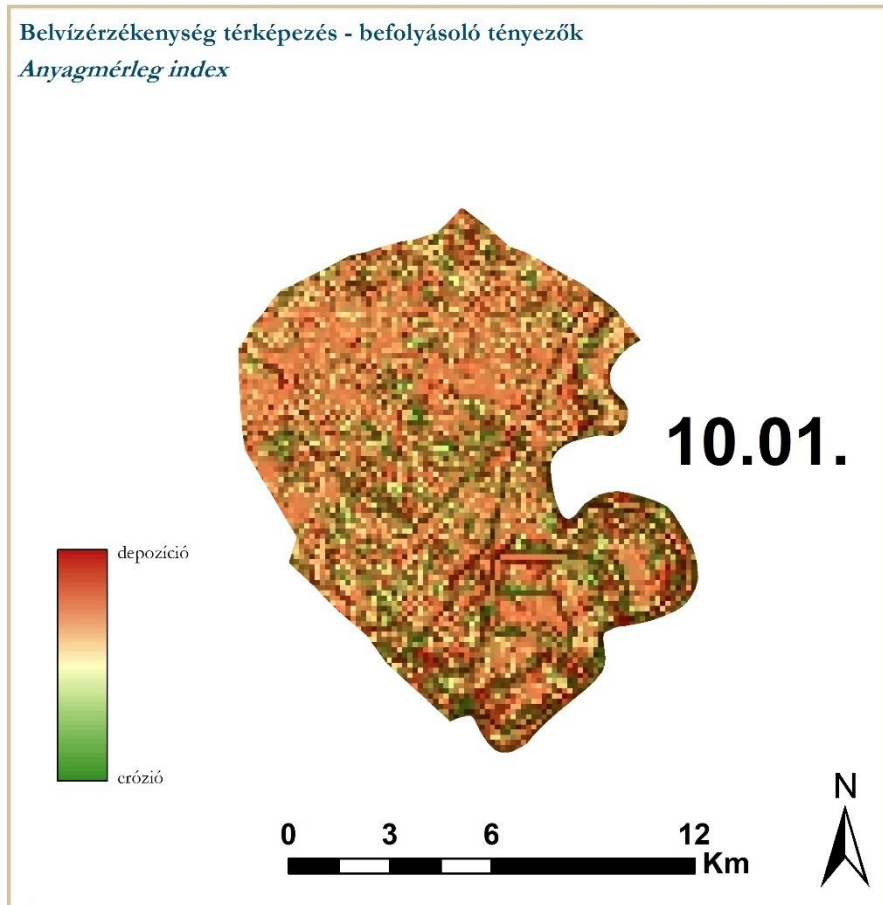 Belvízérzékenység térképezés - befolyásoló tényezők
Anyagmérleg index
10.01.
depozíció
erózió
N
0 3 6 12
Km